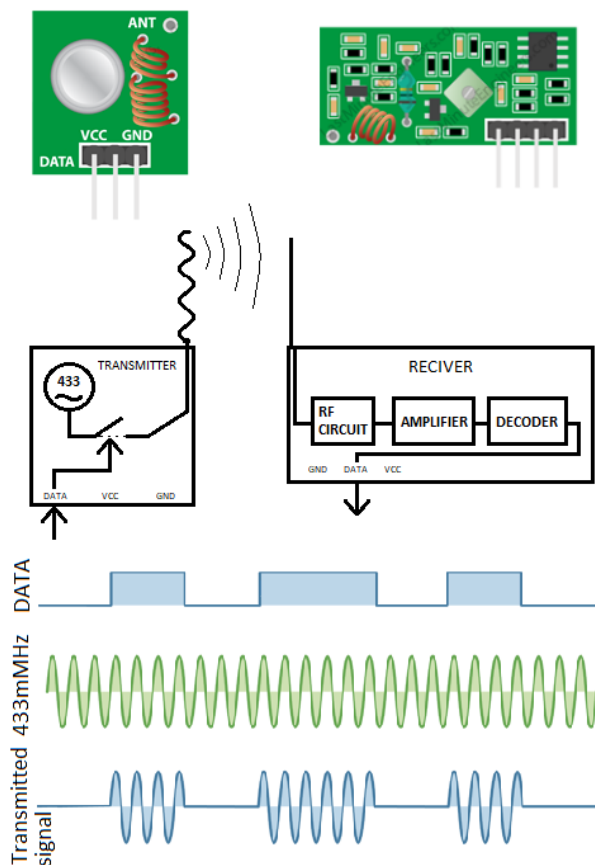 ANT
VCC GND
DATA
TRANSMITTER
433
DATA VCC GND
RECIVER
RF
CIRCUIT
AMPLIFIER
DECODER
GND DATA VCC
DATA
433mMHz
Transmitted
signal